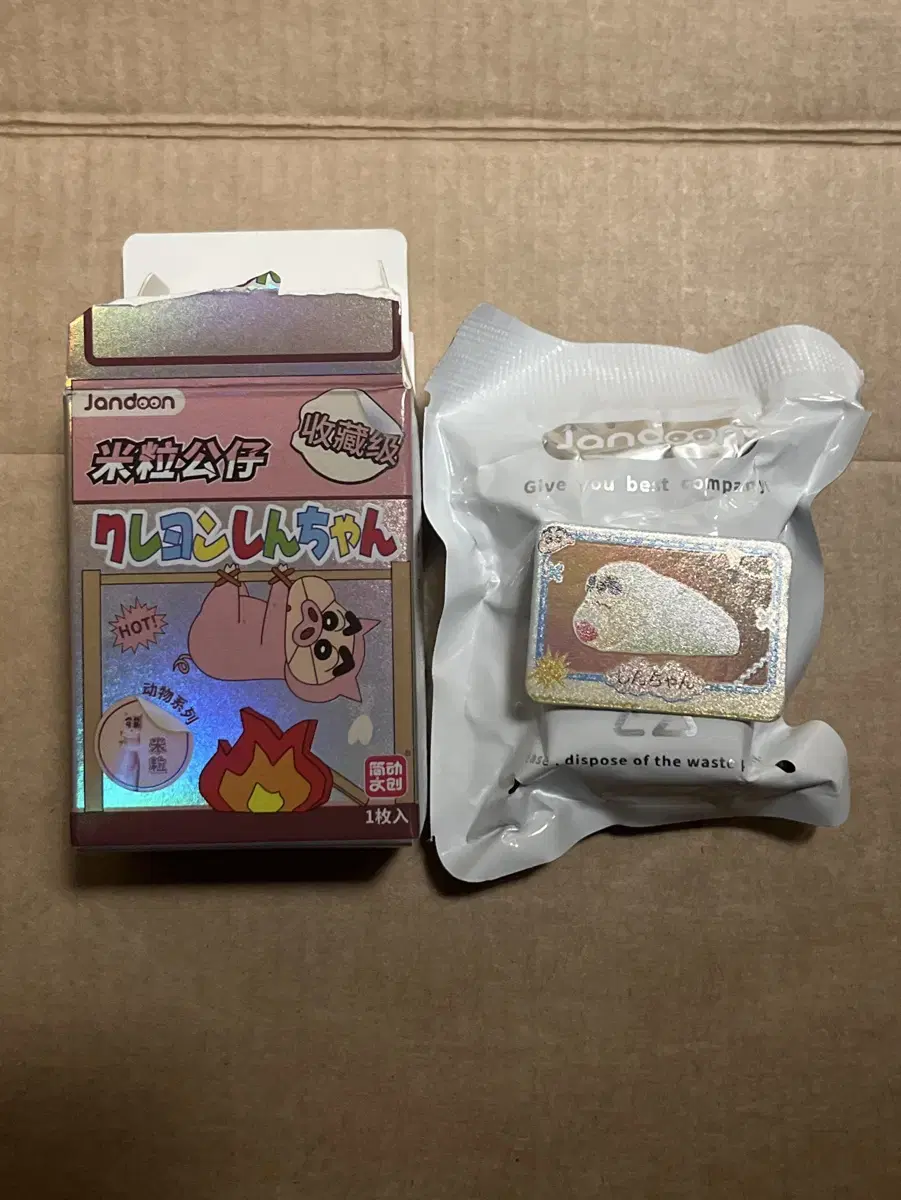 Jandoon
米粒公仔
收藏级
クレヨンしんちゃん
HOT!
动物系列
米粒
简动
文创
®
1枚入
Jandoon
Give you best company
しんちゃん
dispose of the waste